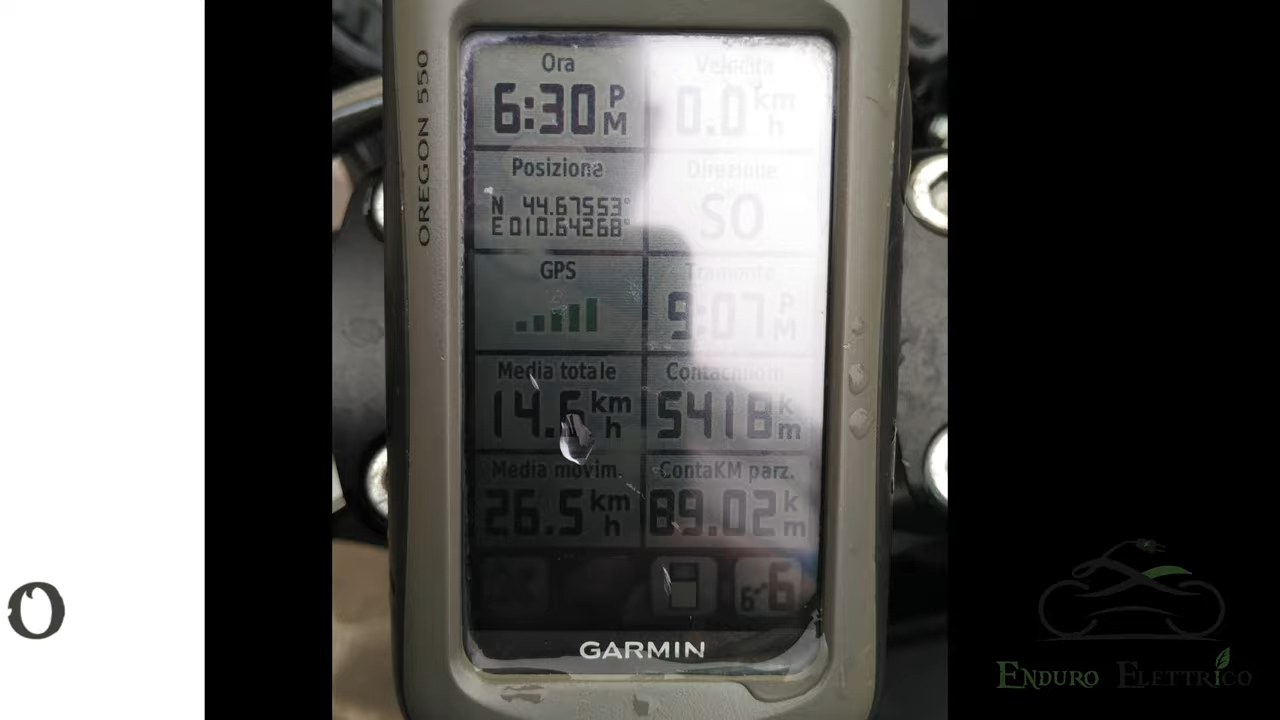 OREGON 550
Ora
6:30 PM
Velocità
0.0 km h
Posizione
N 44.67553°
E 010.64268°
Direzione
SO
GPS
Tramonto
9:07 PM
Media totale
14.6 km h
Contachilom
5418 km
Media movim.
26.5 km h
ContaKM parz.
89.02 km
6 6
GARMIN
O
ENDURO ELETTRICO